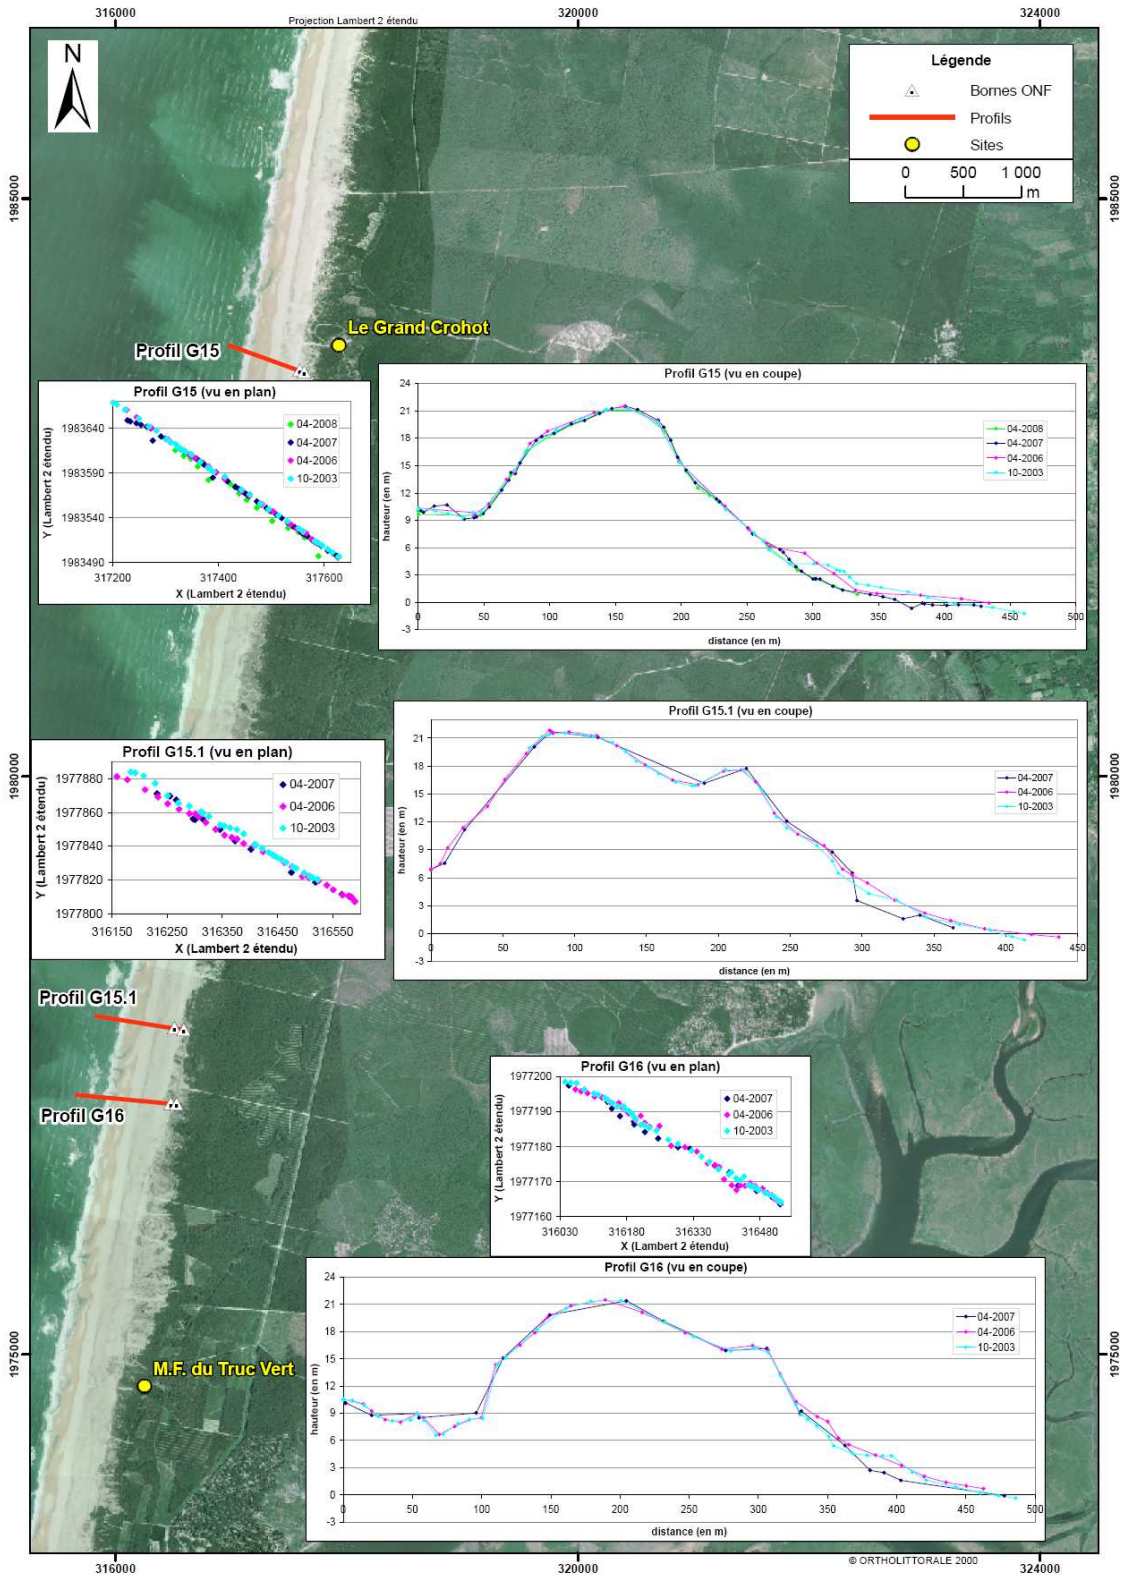 316000
320000
324000
Projection Lambert 2 étendu
N
Légende
Bornes ONF
Profils
Sites
0 500 1 000
m
1985000
1985000
Le Grand Crohot
Profil G15
Profil G15 (vu en plan)
Y (Lambert 2 étendu)
1983640
1983590
1983540
1983490
317200 317400 317600
X (Lambert 2 étendu)
04-2008
04-2007
04-2006
10-2003
Profil G15 (vu en coupe)
hauteur (en m)
24
21
18
15
12
9
6
3
0
-3
0 50 100 150 200 250 300 350 400 450 500
distance (en m)
04-2008
04-2007
04-2006
10-2003
1980000
1980000
Profil G15.1 (vu en plan)
Y (Lambert 2 étendu)
1977880
1977860
1977840
1977820
1977800
316150 316250 316350 316450 316550
X (Lambert 2 étendu)
04-2007
04-2006
10-2003
Profil G15.1 (vu en coupe)
hauteur (en m)
21
18
15
12
9
6
3
0
-3
0 50 100 150 200 250 300 350 400 450
distance (en m)
04-2007
04-2006
10-2003
Profil G15.1
Profil G16
Profil G16 (vu en plan)
Y (Lambert 2 étendu)
1977200
1977190
1977180
1977170
1977160
316030 316180 316330 316480
X (Lambert 2 étendu)
04-2007
04-2006
10-2003
Profil G16 (vu en coupe)
hauteur (en m)
24
21
18
15
12
9
6
3
0
-3
0 50 100 150 200 250 300 350 400 450 500
distance (en m)
04-2007
04-2006
10-2003
1975000
1975000
M.F. du Truc Vert
© ORTHOLITTORALE 2000
316000
320000
324000